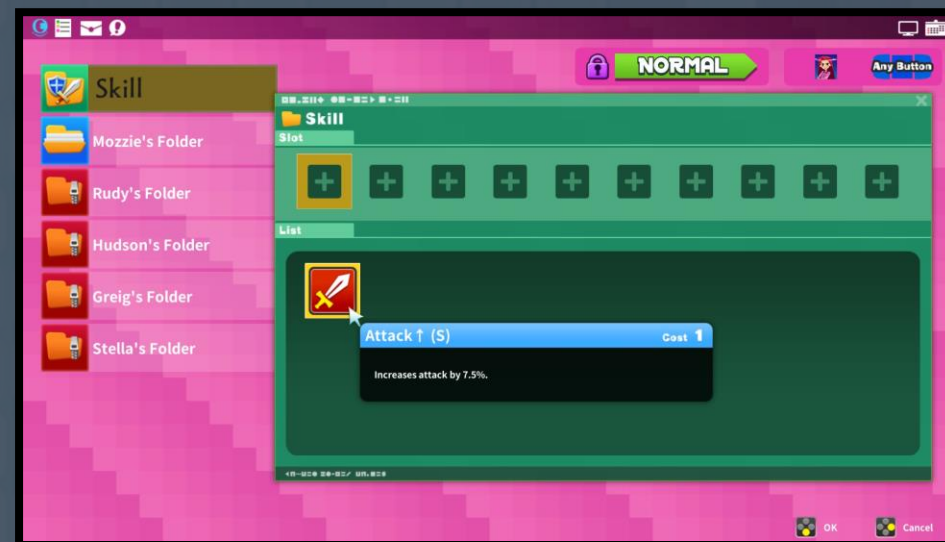 NORMAL
Any Button
Skill
Mozzie's Folder
Rudy's Folder
Hudson's Folder
Greig's Folder
Stella's Folder
Skill
Slot
List
Attack↑ (S)
Cost 1
Increases attack by 7.5%.
OK
Cancel